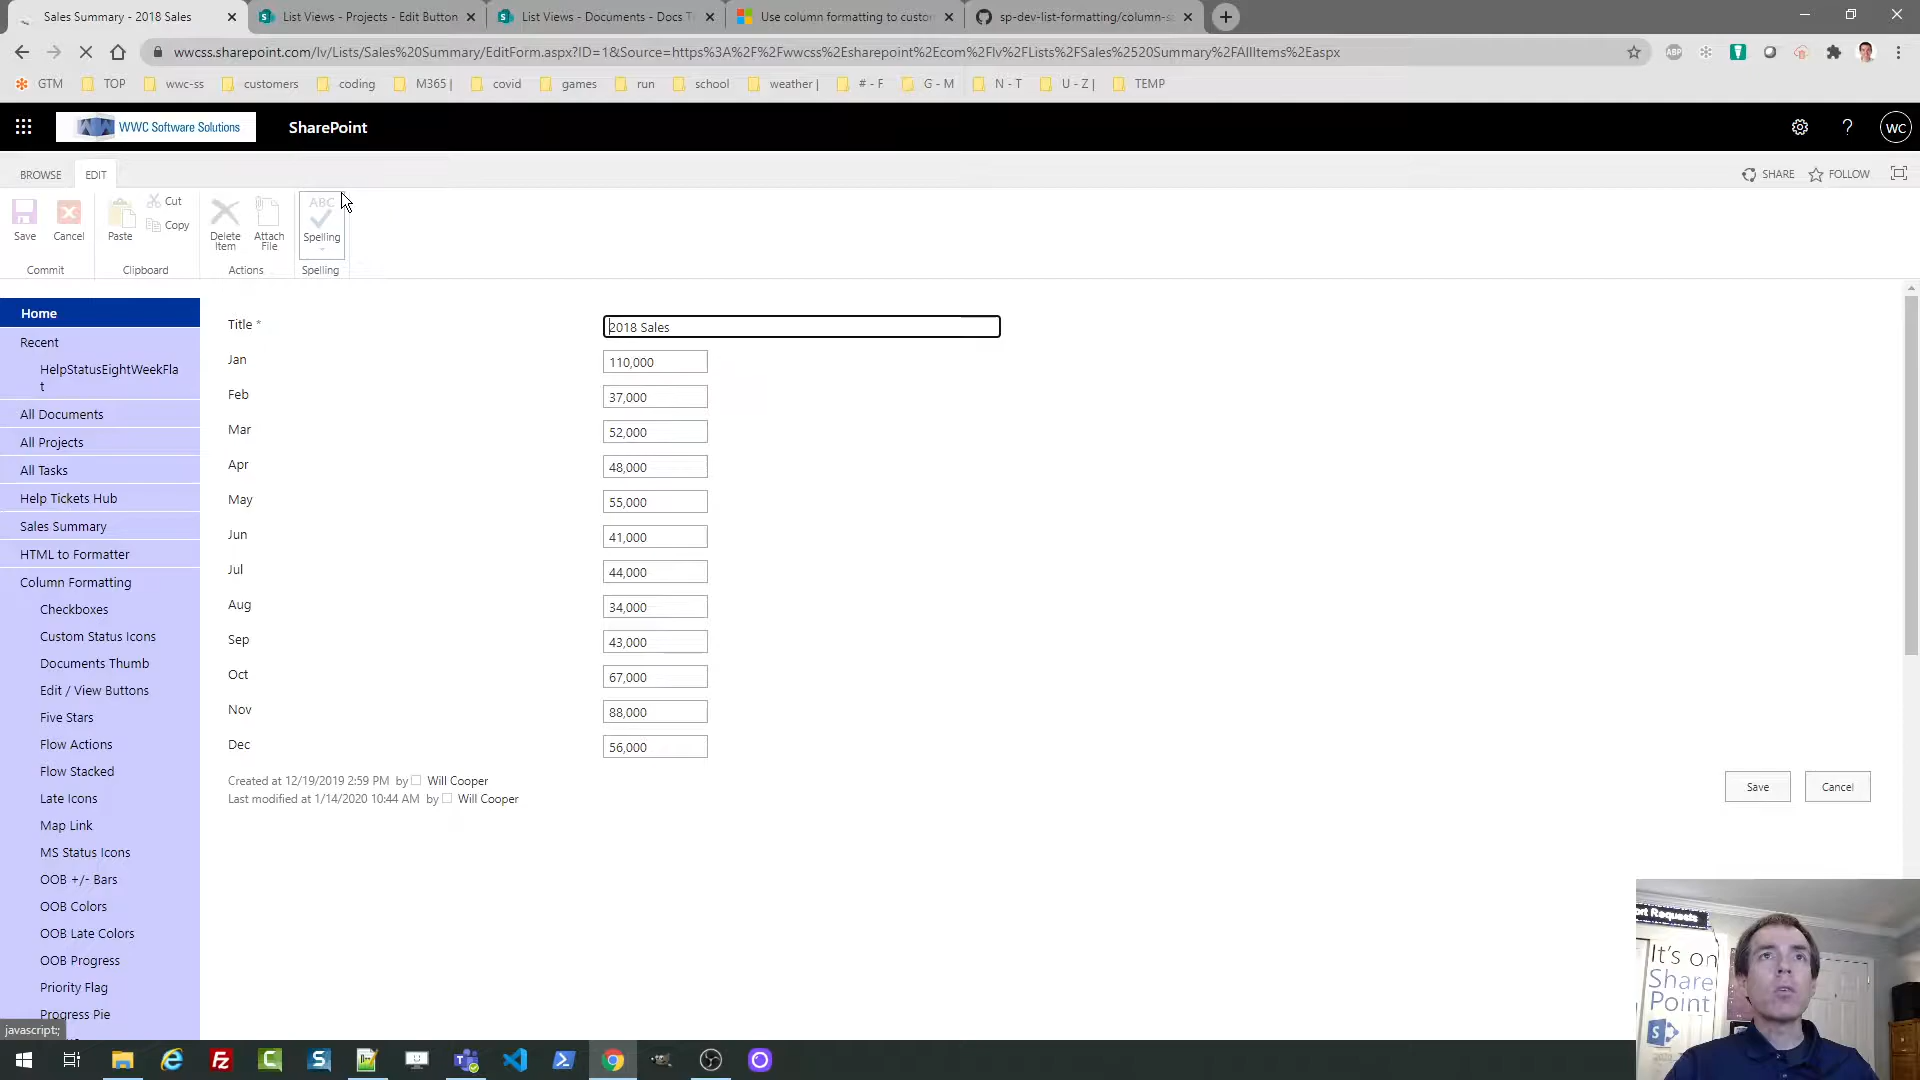 Sales Summary - 2018 Sales
List Views - Projects - Edit Button
List Views - Documents - Docs T
Use column formatting to custom
sp-dev-list-formatting/column-s
wwcss.sharepoint.com/lv/Lists/Sales%20Summary/EditForm.aspx?ID=1&Source=https%3A%2F%2Fwwcss%2Esharepoint%2Ecom%2Flv%2FLists%2FSales%2520Summary%2FAllItems%2Easpx
GTM TOP wwc-ss customers coding M365 | covid games run school weather | # - F G - M N - T U - Z | TEMP
WWC Software Solutions SharePoint ? WC
BROWSE EDIT SHARE FOLLOW
Save Cancel Paste Cut Copy Delete Item Attach File ABC Spelling
Commit Clipboard Actions Spelling
Home
Recent
HelpStatusEightWeekFla
t
All Documents
All Projects
All Tasks
Help Tickets Hub
Sales Summary
HTML to Formatter
Column Formatting
Checkboxes
Custom Status Icons
Documents Thumb
Edit / View Buttons
Five Stars
Flow Actions
Flow Stacked
Late Icons
Map Link
MS Status Icons
OOB +/- Bars
OOB Colors
OOB Late Colors
OOB Progress
Priority Flag
Progress Pie
javascript:;
Title * 2018 Sales
Jan 110,000
Feb 37,000
Mar 52,000
Apr 48,000
May 55,000
Jun 41,000
Jul 44,000
Aug 34,000
Sep 43,000
Oct 67,000
Nov 88,000
Dec 56,000
Created at 12/19/2019 2:59 PM by Will Cooper
Last modified at 1/14/2020 10:44 AM by Will Cooper
Save Cancel
Requests
It's on
Share
Point